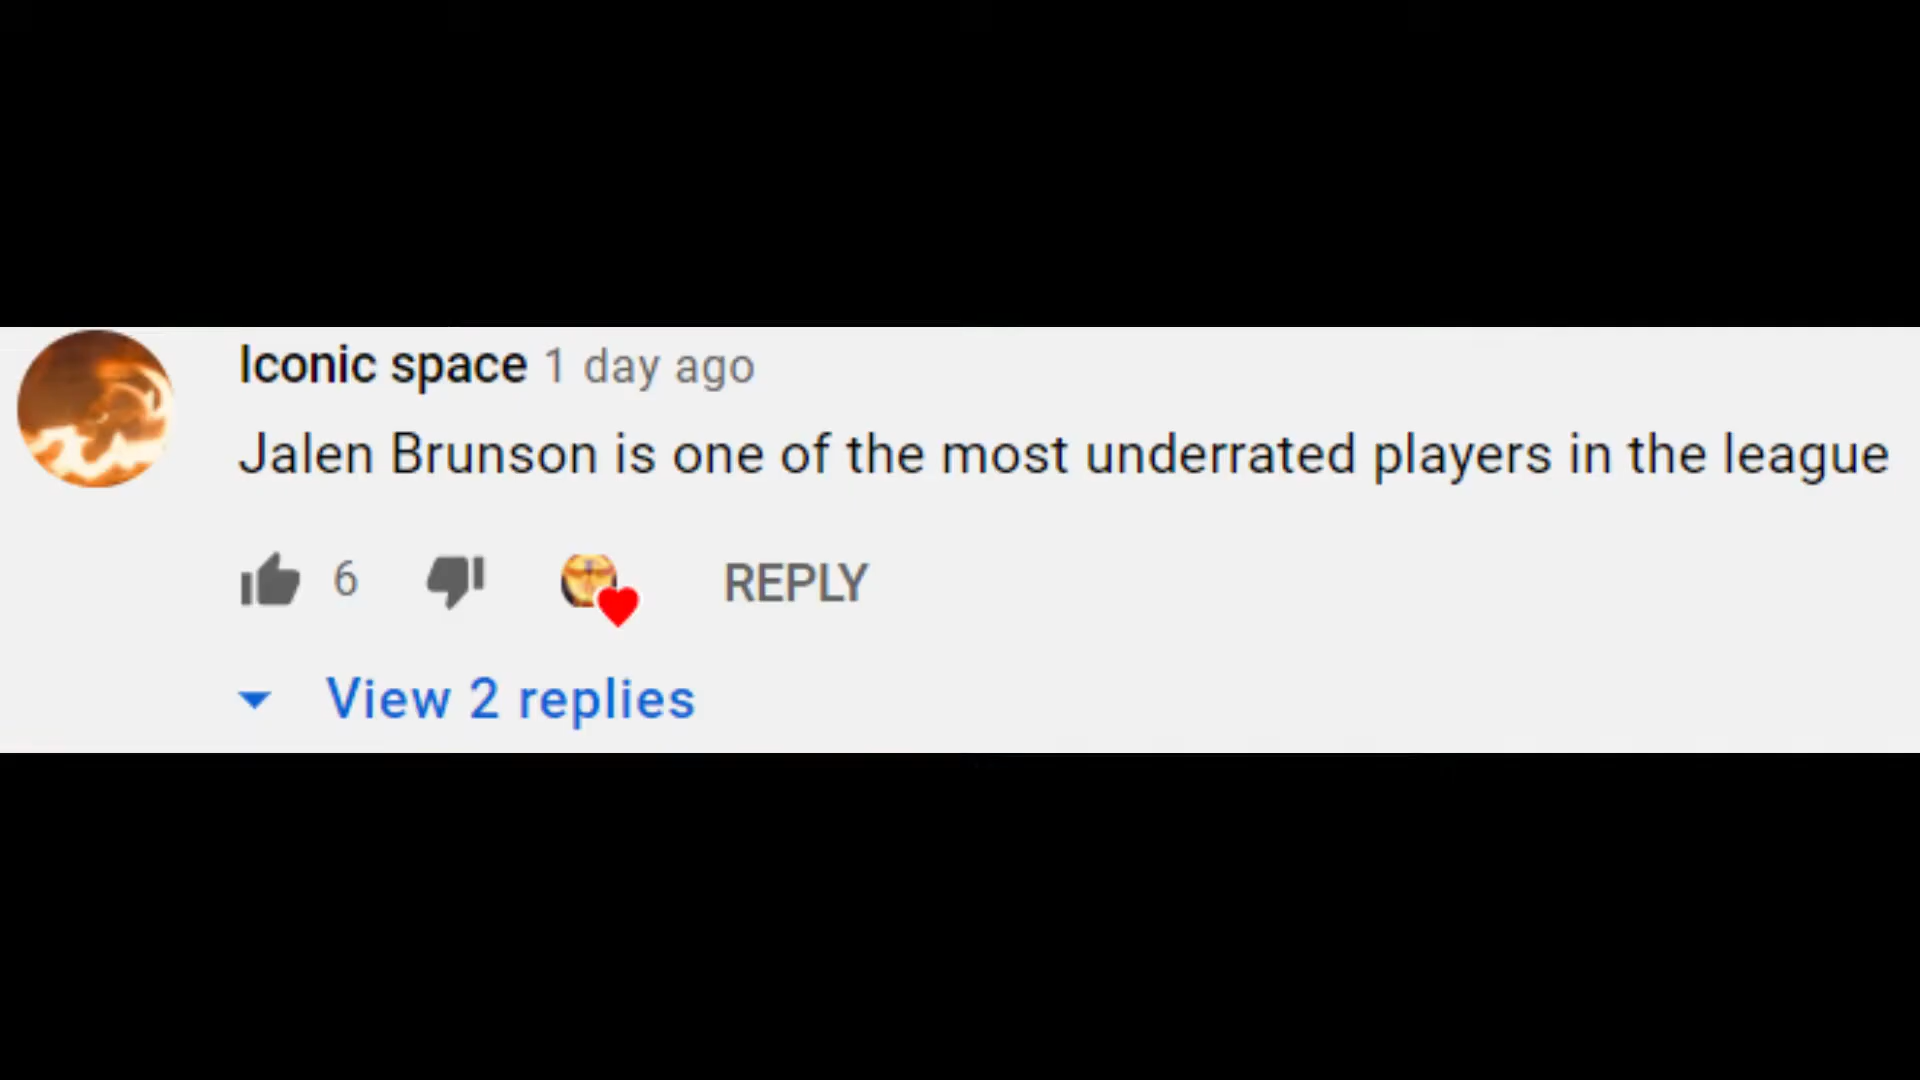 Iconic space 1 day ago
Jalen Brunson is one of the most underrated players in the league
6 REPLY
View 2 replies